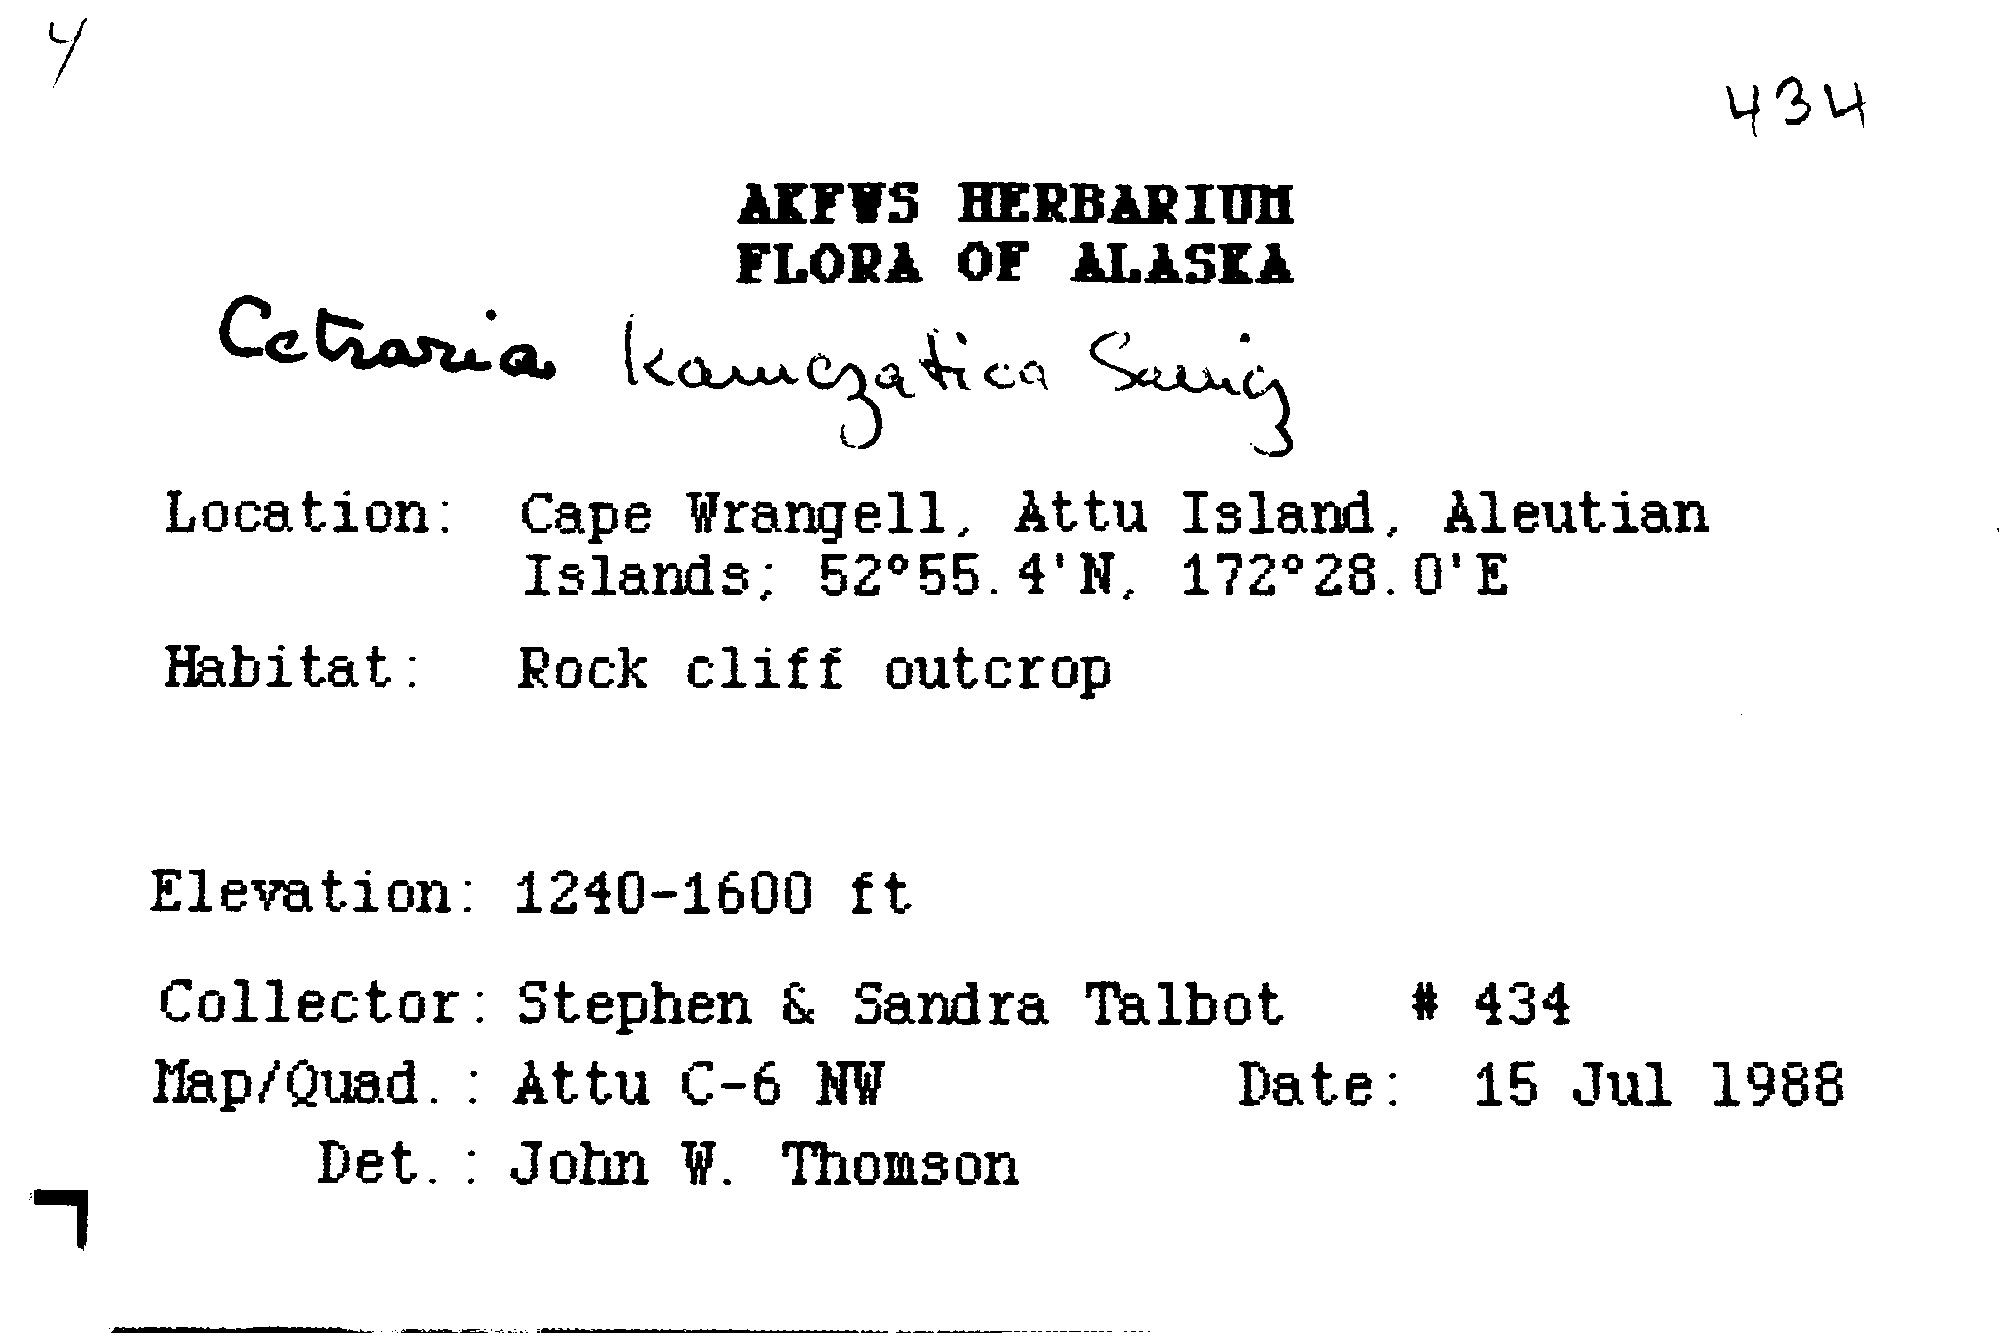 4
434
AKFWS HERBARIUM
FLORA OF ALASKA
Cetraria kamczatica Savicz
Location: Cape Wrangell, Attu Island, Aleutian
Islands; 52°55.4'N, 172°28.0'E
Habitat: Rock cliff outcrop
Elevation: 1240-1600 ft
Collector: Stephen & Sandra Talbot # 434
Map/Quad.: Attu C-6 NW Date: 15 Jul 1988
Det.: John W. Thomson